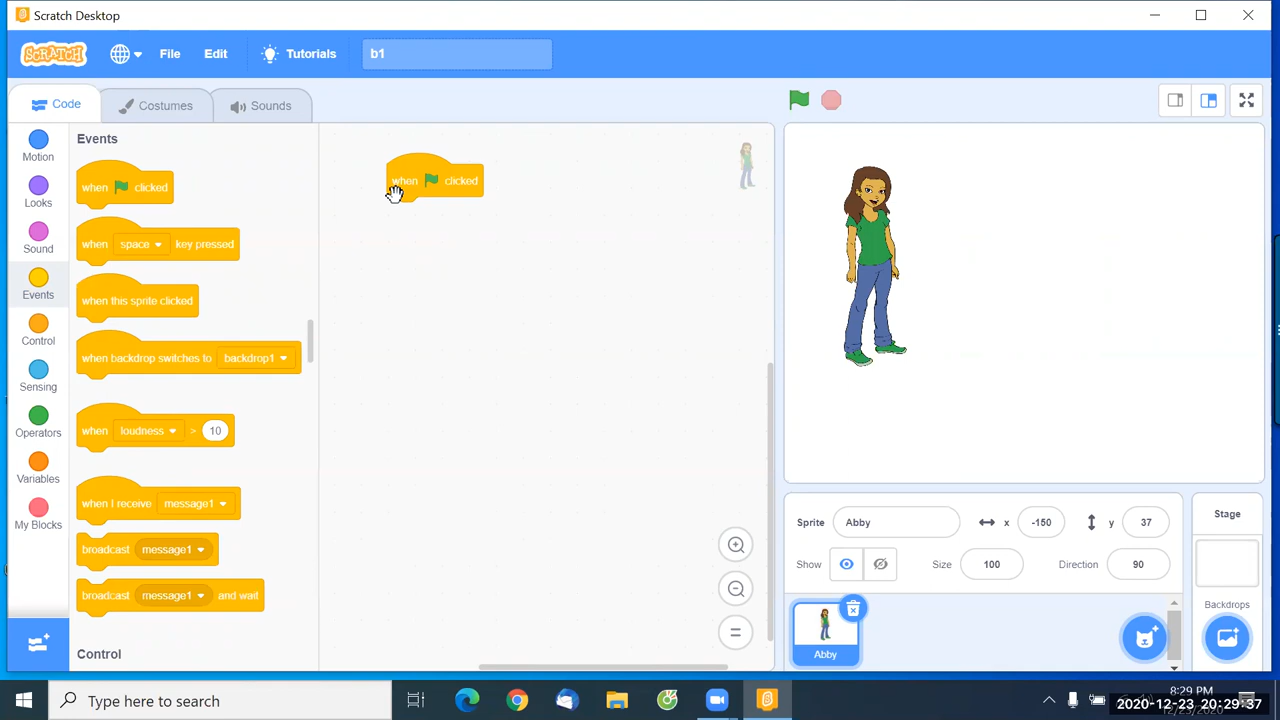 Scratch Desktop
SCRATCH
File
Edit
Tutorials
b1
Code
Costumes
Sounds
Motion
Looks
Sound
Events
Control
Sensing
Operators
Variables
My Blocks
Events
when clicked
when space key pressed
when this sprite clicked
when backdrop switches to backdrop1
when loudness > 10
when I receive message1
broadcast message1
broadcast message1 and wait
Control
when clicked
Sprite Abby
x -150
y 37
Show
Size 100
Direction 90
Abby
Stage
Backdrops
Type here to search
8:29 PM
12/23/2020
2020-12-23 20:29:37